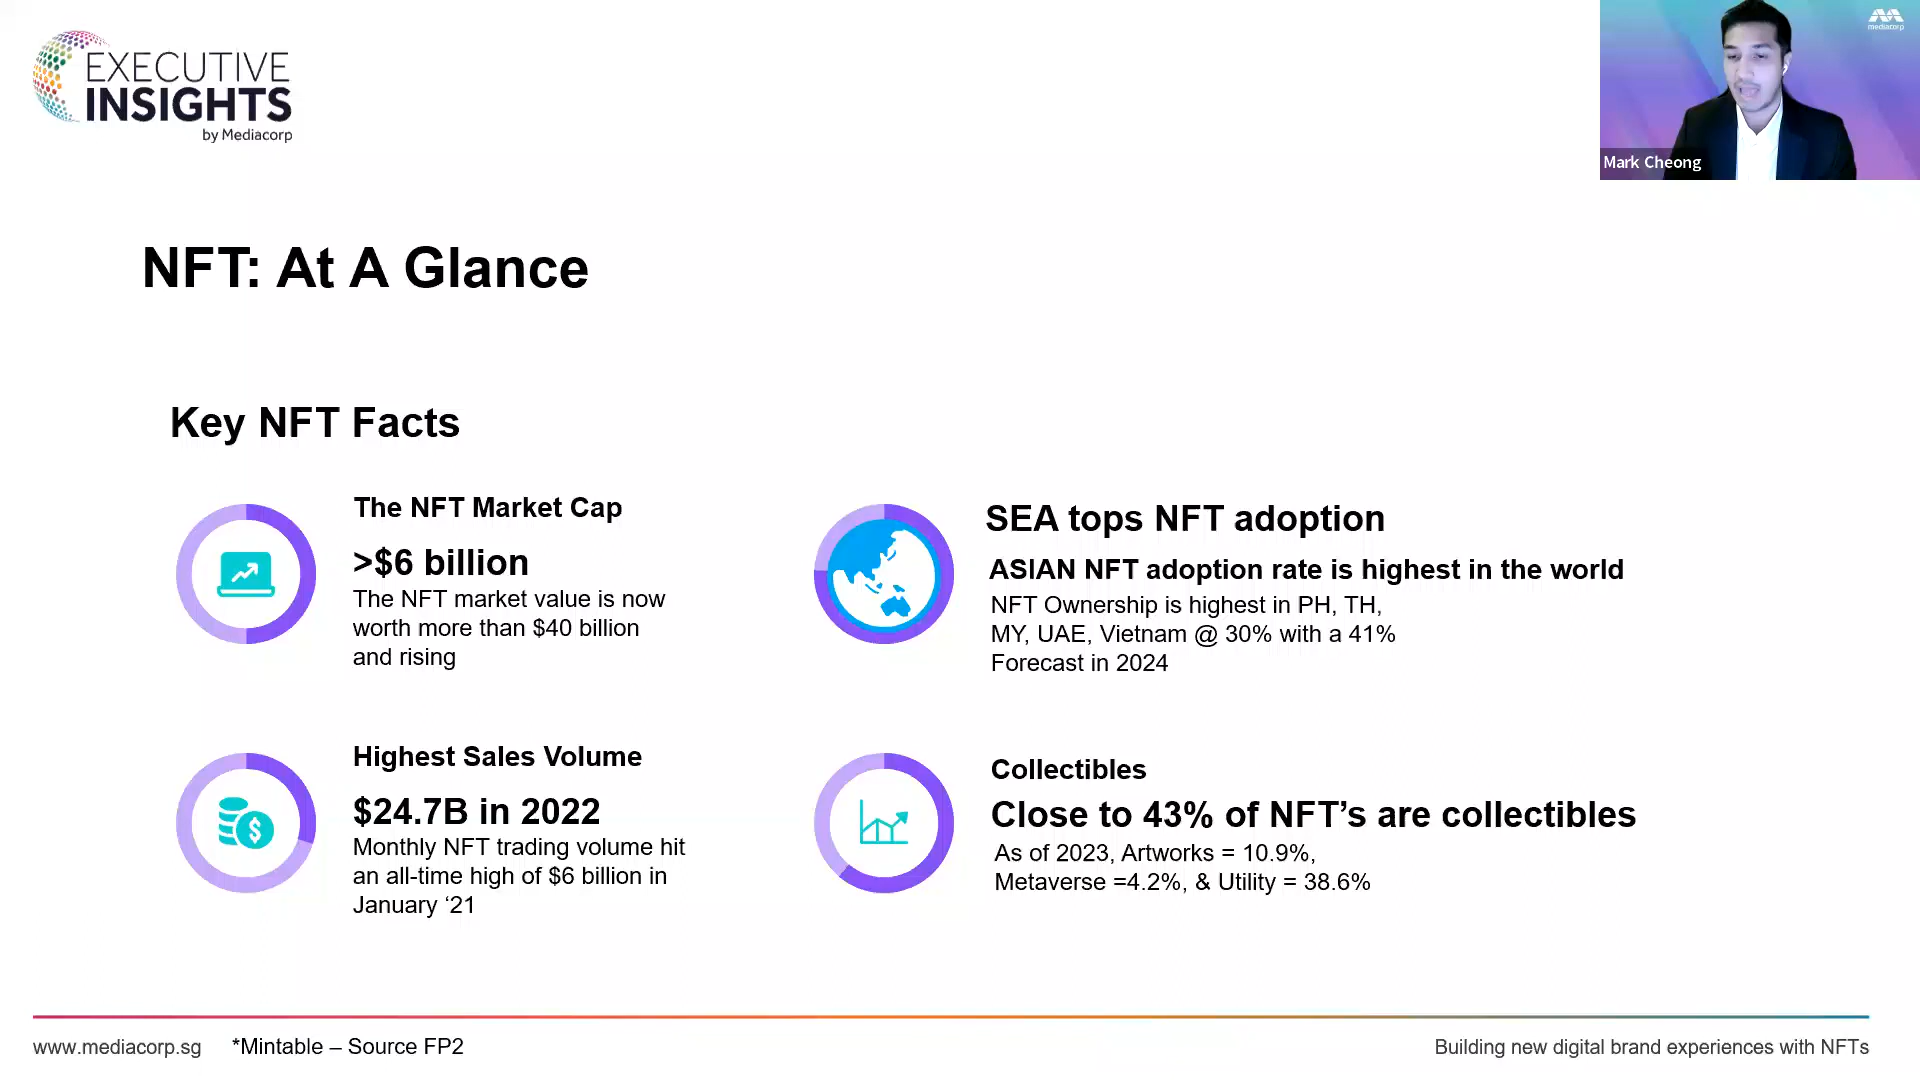 EXECUTIVE
INSIGHTS
by Mediacorp
mediacorp
Mark Cheong
NFT: At A Glance
Key NFT Facts
The NFT Market Cap
>$6 billion
The NFT market value is now
worth more than $40 billion
and rising
SEA tops NFT adoption
ASIAN NFT adoption rate is highest in the world
NFT Ownership is highest in PH, TH,
MY, UAE, Vietnam @ 30% with a 41%
Forecast in 2024
Highest Sales Volume
$24.7B in 2022
Monthly NFT trading volume hit
an all-time high of $6 billion in
January ‘21
Collectibles
Close to 43% of NFT’s are collectibles
As of 2023, Artworks = 10.9%,
Metaverse =4.2%, & Utility = 38.6%
www.mediacorp.sg
*Mintable – Source FP2
Building new digital brand experiences with NFTs